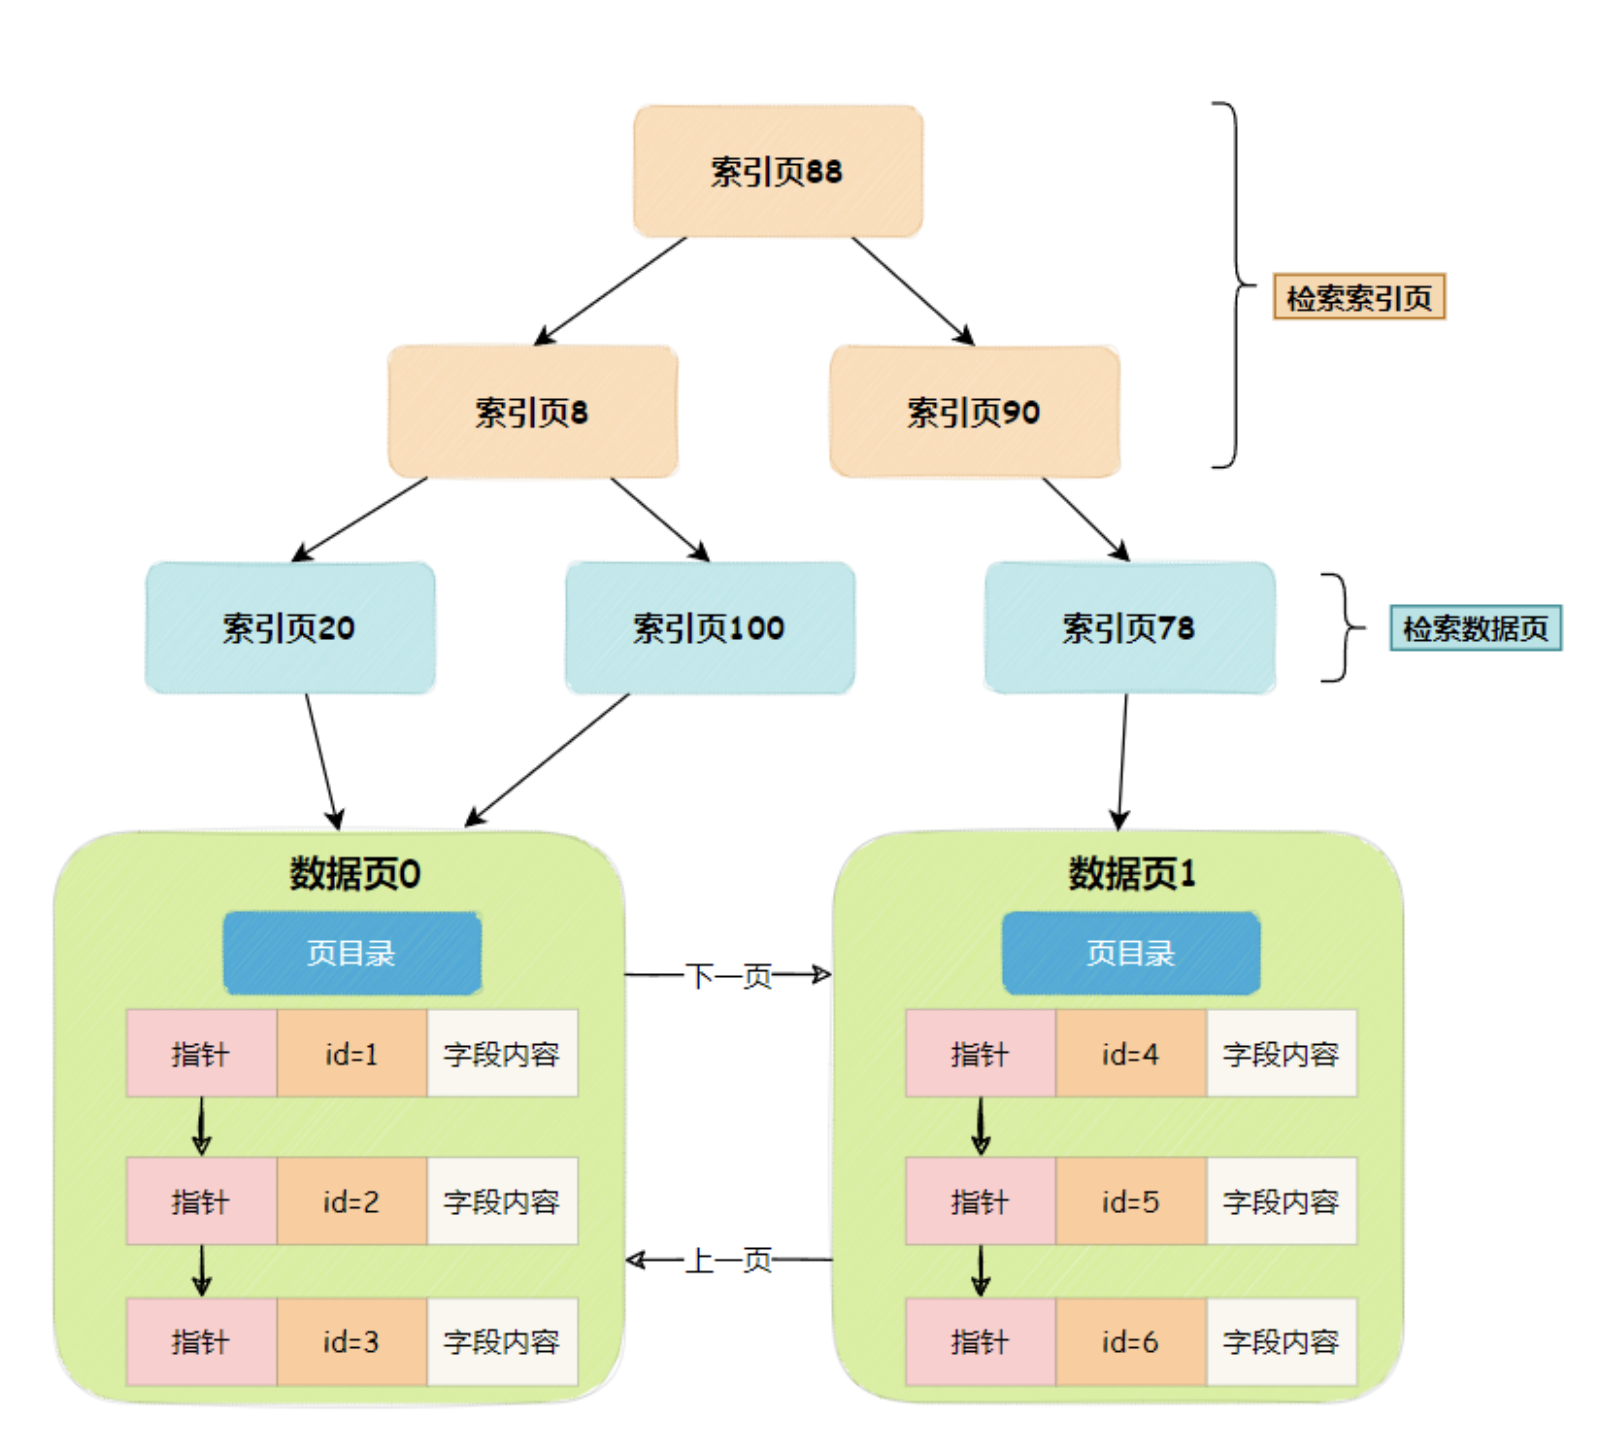 索引页88
检索索引页
索引页8
索引页90
索引页20
索引页100
索引页78
检索数据页
数据页0
页目录
指针 id=1 字段内容
指针 id=2 字段内容
指针 id=3 字段内容
下一页
上一页
数据页1
页目录
指针 id=4 字段内容
指针 id=5 字段内容
指针 id=6 字段内容